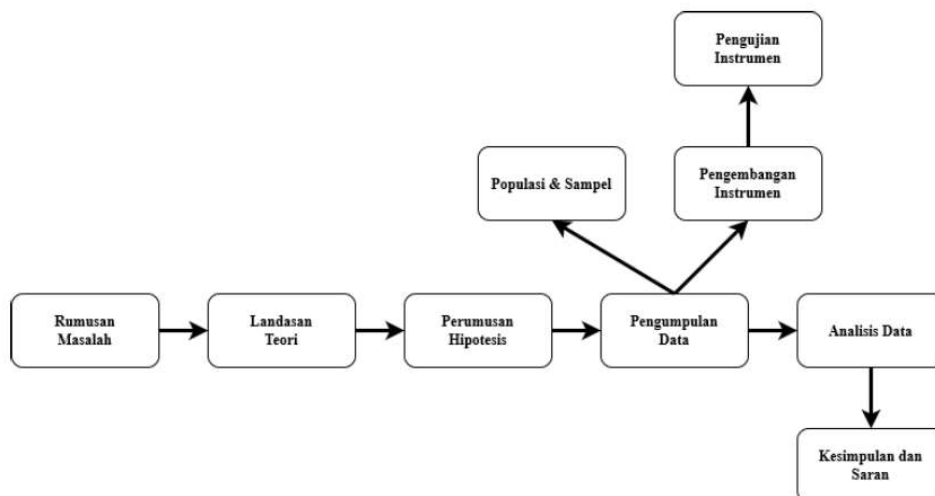 Pengujian
Instrumen
Populasi & Sampel
Pengembangan
Instrumen
Rumusan
Masalah
Landasan
Teori
Perumusan
Hipotesis
Pengumpulan
Data
Analisis Data
Kesimpulan dan
Saran